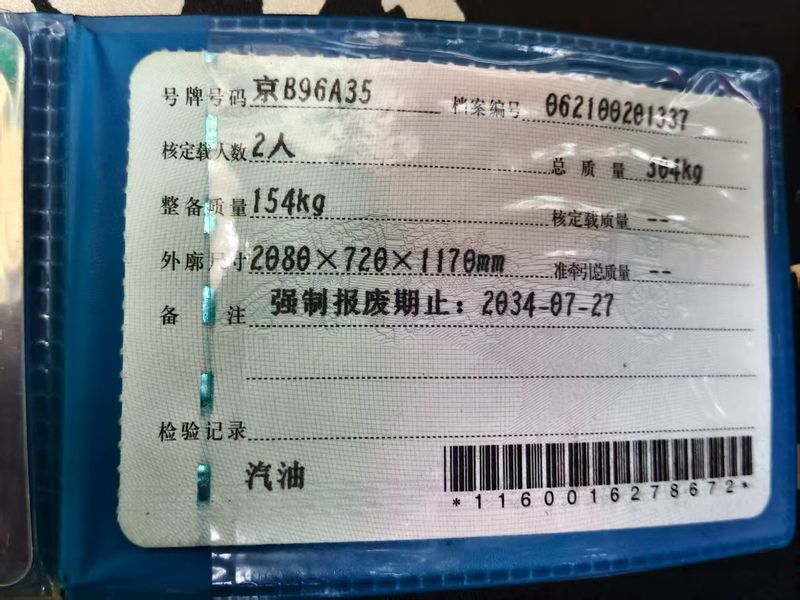 号牌号码 京B96A35 档案编号 062100201337
核定载人数 2人 总质量 304kg
整备质量 154kg 核定载质量 --
外廓尺寸 2080×720×1170mm 准牵引总质量 --
备注 强制报废期止：2034-07-27
检验记录
汽油
*1160016278672*